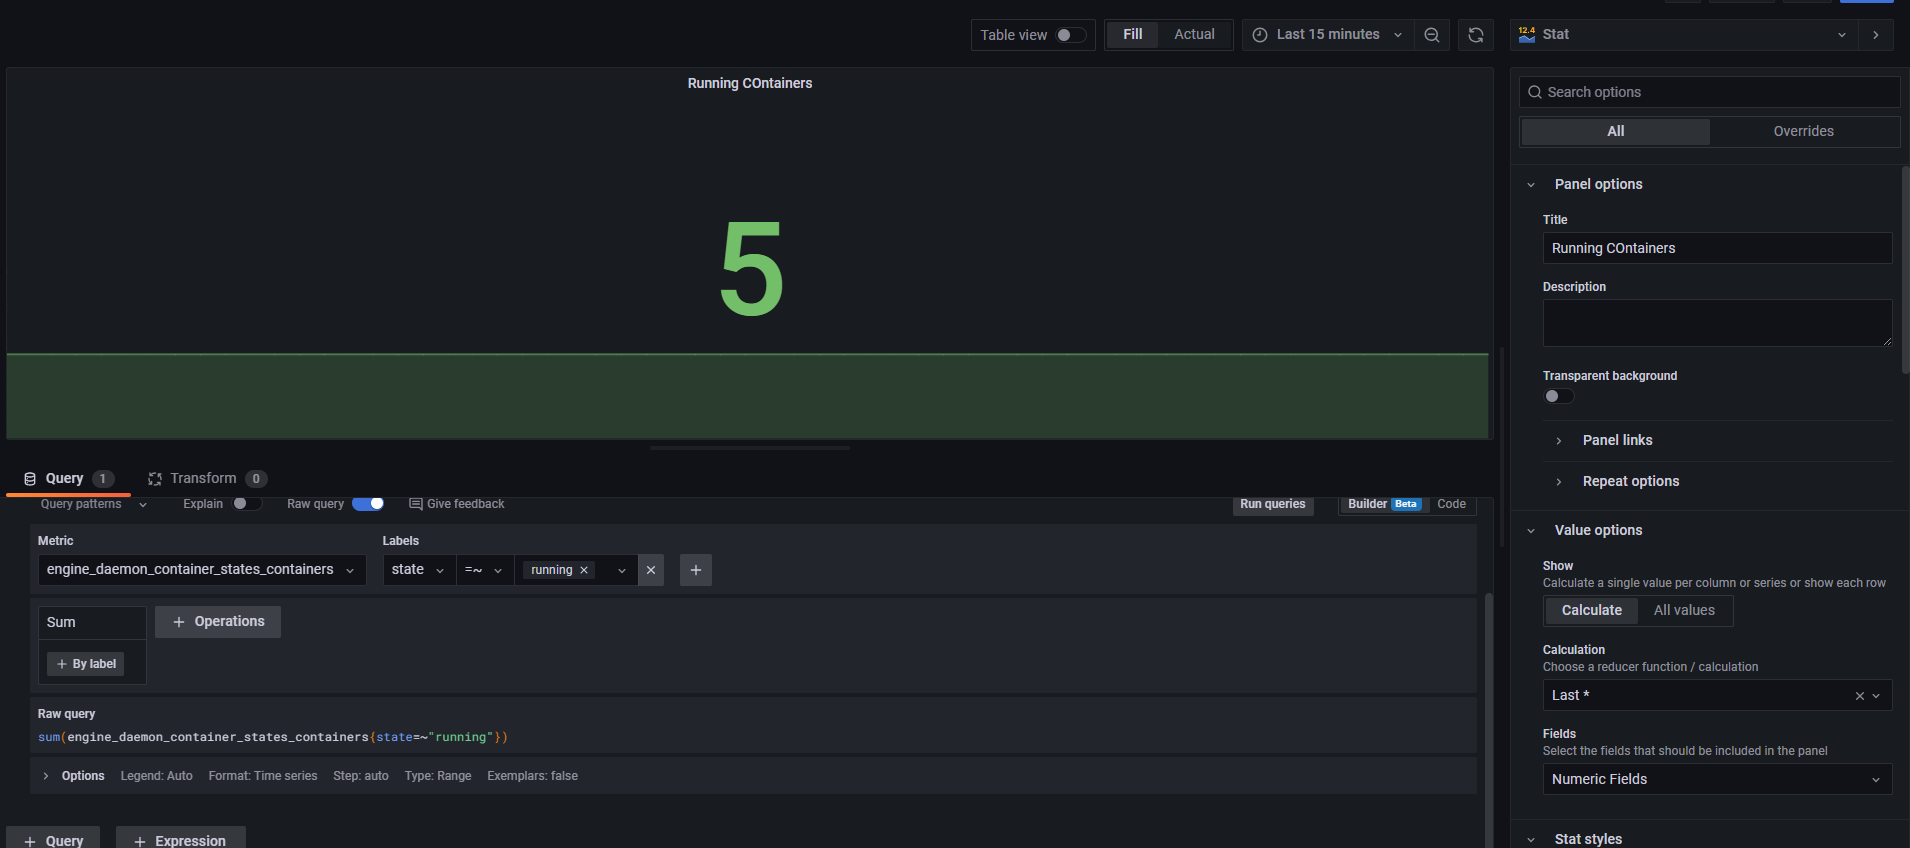 Table view
Fill
Actual
Last 15 minutes
12.4
Stat
Running COntainers
5
Search options
All
Overrides
Panel options
Title
Running COntainers
Description
Transparent background
Panel links
Repeat options
Value options
Show
Calculate a single value per column or series or show each row
Calculate
All values
Calculation
Choose a reducer function / calculation
Last *
Fields
Select the fields that should be included in the panel
Numeric Fields
Stat styles
Query 1
Transform 0
Query patterns
Explain
Raw query
Give feedback
Run queries
Builder Beta
Code
Metric
Labels
engine_daemon_container_states_containers
state
=~
running
Sum
+ Operations
+ By label
Raw query
sum(engine_daemon_container_states_containers{state=~"running"})
Options Legend: Auto Format: Time series Step: auto Type: Range Exemplars: false
+ Query
+ Expression